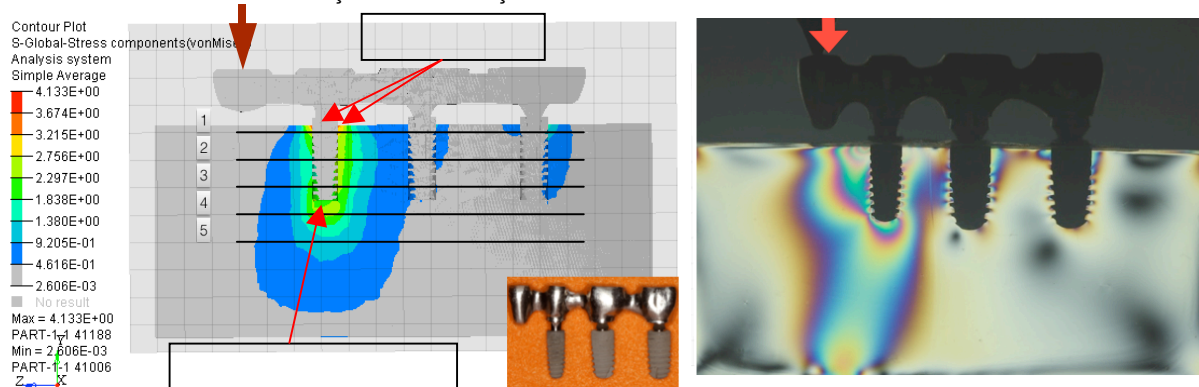 Contour Plot
S-Global-Stress components(vonMise
Analysis system
Simple Average
4.133E+00
3.674E+00
3.215E+00
2.756E+00
2.297E+00
1.838E+00
1.380E+00
9.205E-01
4.616E-01
2.606E-03
No result
Max = 4.133E+00
PART-1-1 41188
Min = 2.606E-03
PART-1-1 41006
Y
Z
X
1
2
3
4
5